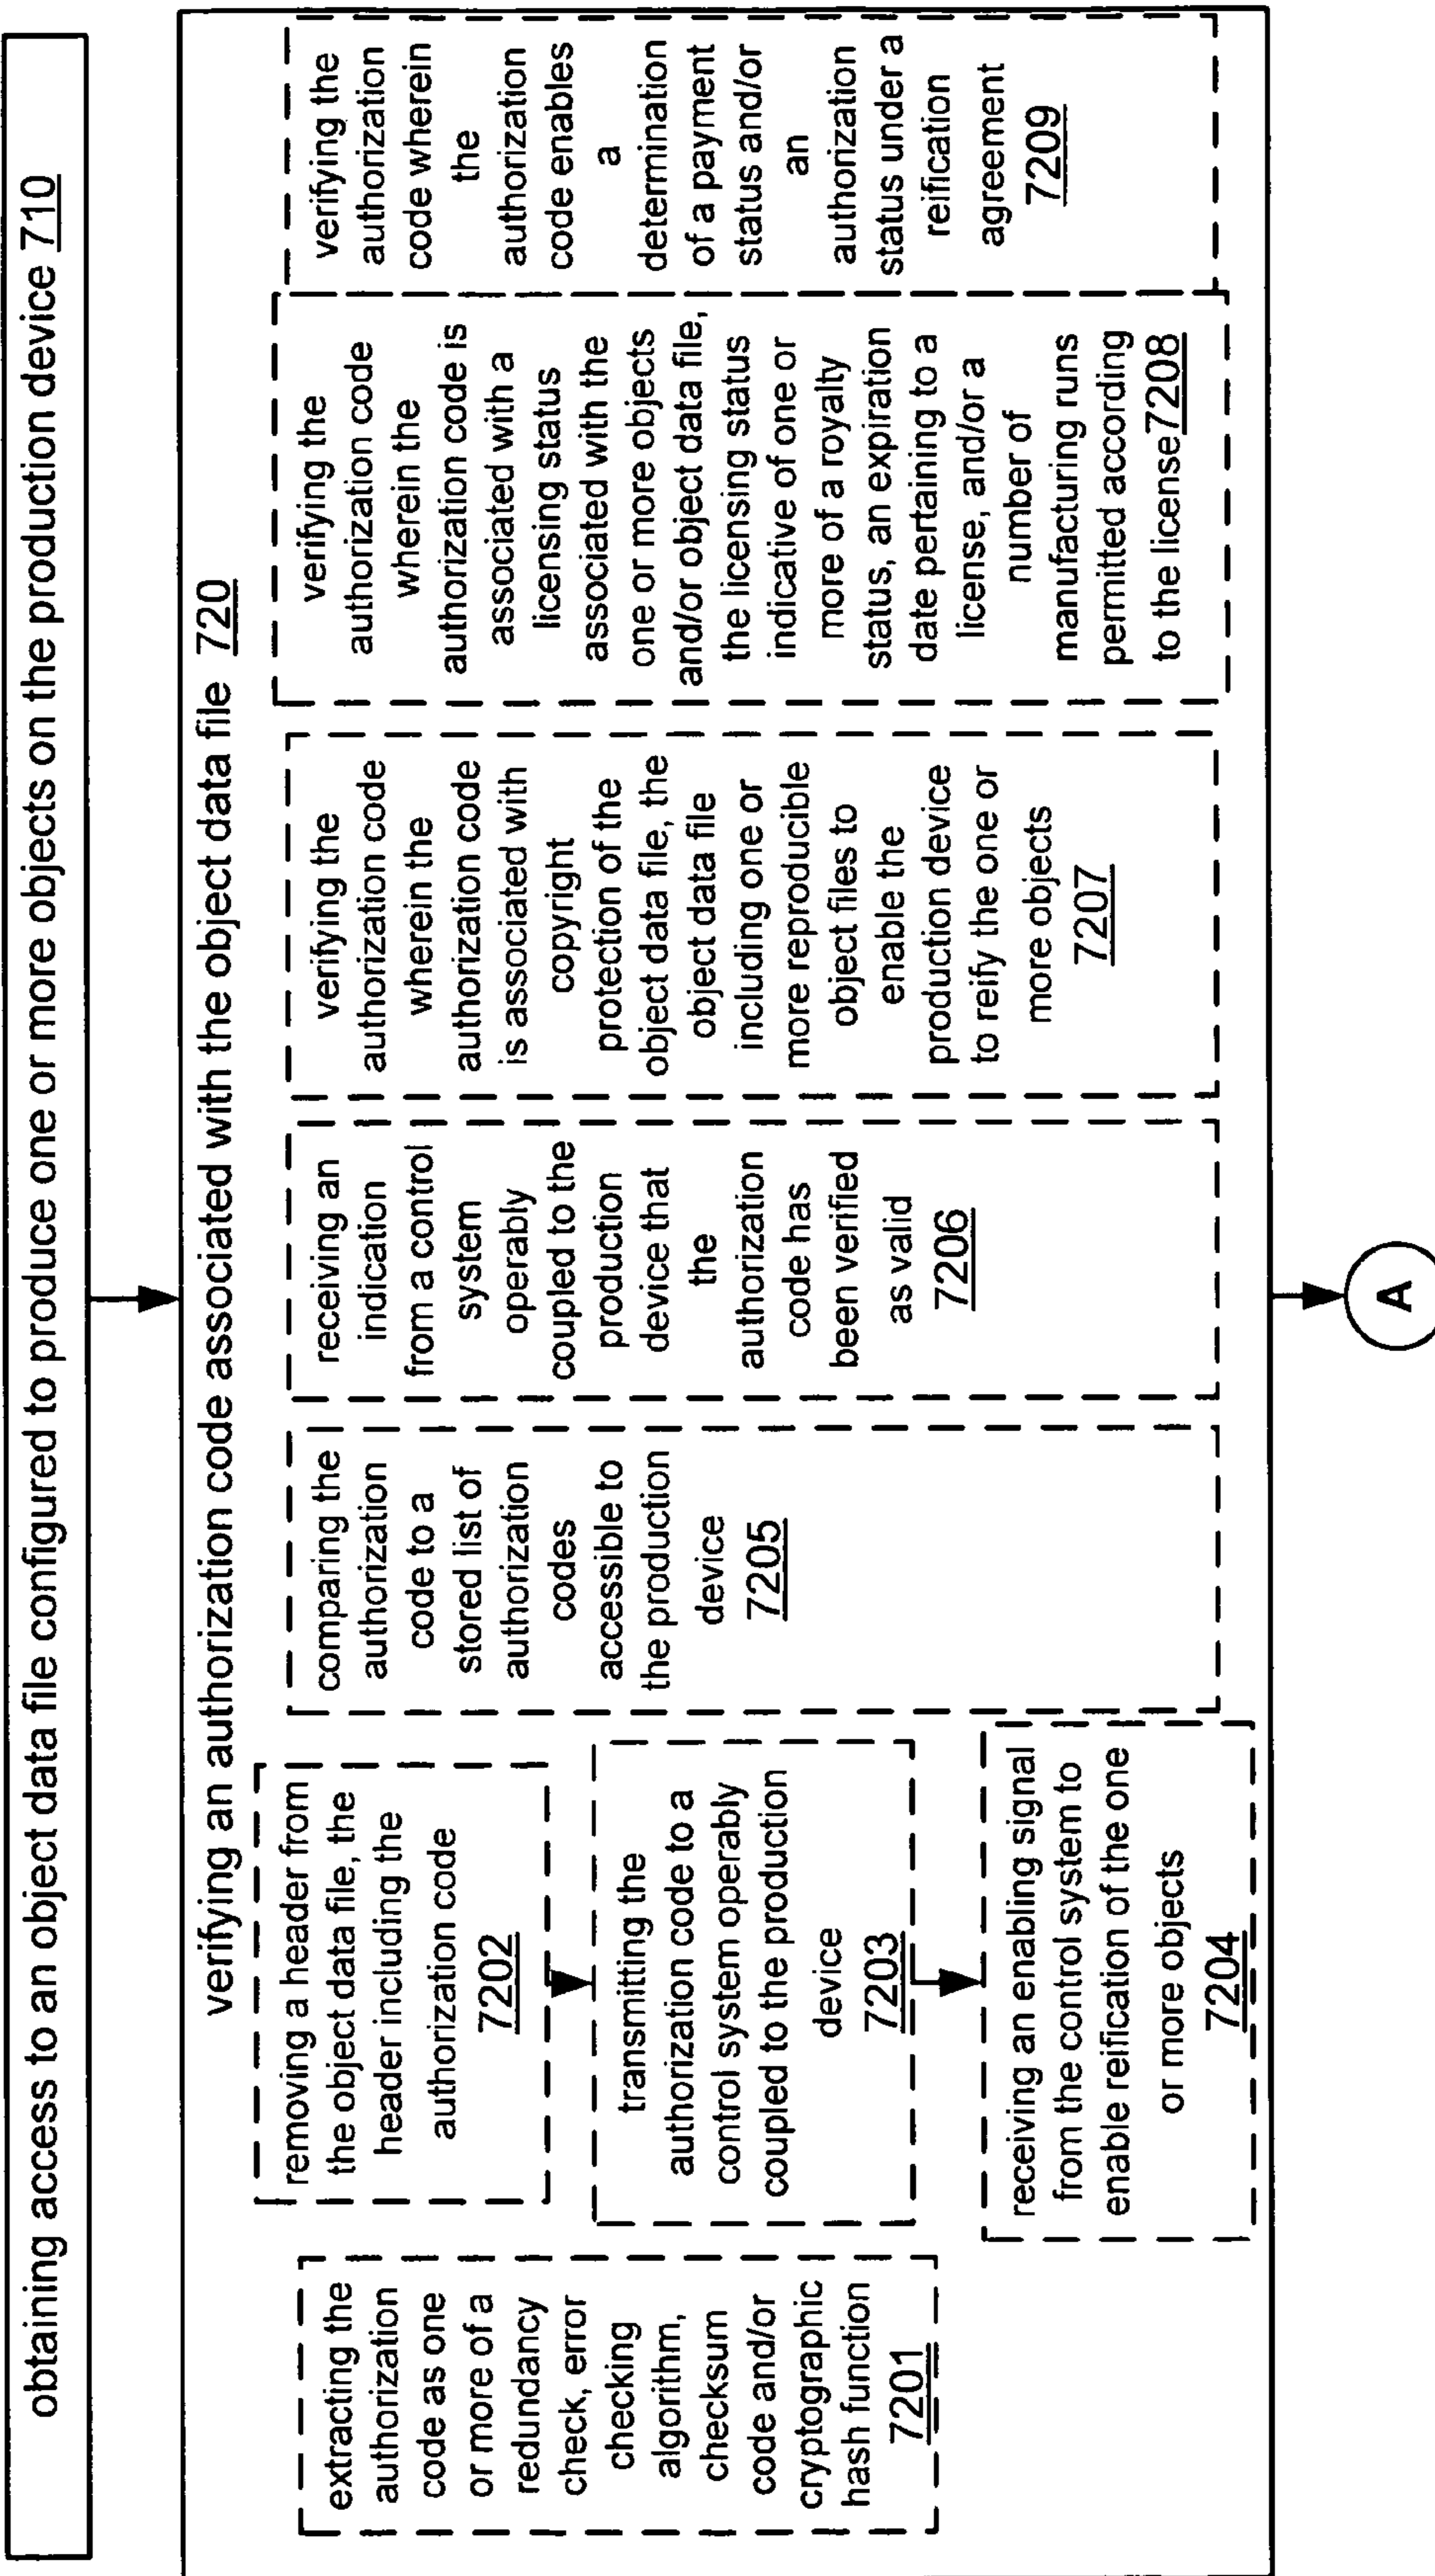 obtaining access to an object data file configured to produce one or more objects on the production device 710
verifying an authorization code associated with the object data file 720
extracting the
authorization
code as one
or more of a
redundancy
check, error
checking
algorithm,
checksum
code and/or
cryptographic
hash function
7201
removing a header from
the object data file, the
header including the
authorization code
7202
transmitting the
authorization code to a
control system operably
coupled to the production
device
7203
receiving an enabling signal
from the control system to
enable reification of the one
or more objects
7204
comparing the
authorization
code to a
stored list of
authorization
codes
accessible to
the production
device
7205
receiving an
indication
from a control
system
operably
coupled to the
production
device that
the
authorization
code has
been verified
as valid
7206
verifying the
authorization code
wherein the
authorization code
is associated with
copyright
protection of the
object data file, the
object data file
including one or
more reproducible
object files to
enable the
production device
to reify the one or
more objects
7207
verifying the
authorization code
wherein the
authorization code is
associated with a
licensing status
associated with the
one or more objects
and/or object data file,
the licensing status
indicative of one or
more of a royalty
status, an expiration
date pertaining to a
license, and/or a
number of
manufacturing runs
permitted according
to the license7208
verifying the
authorization
code wherein
the
authorization
code enables
a
determination
of a payment
status and/or
an
authorization
status under a
reification
agreement
7209
A